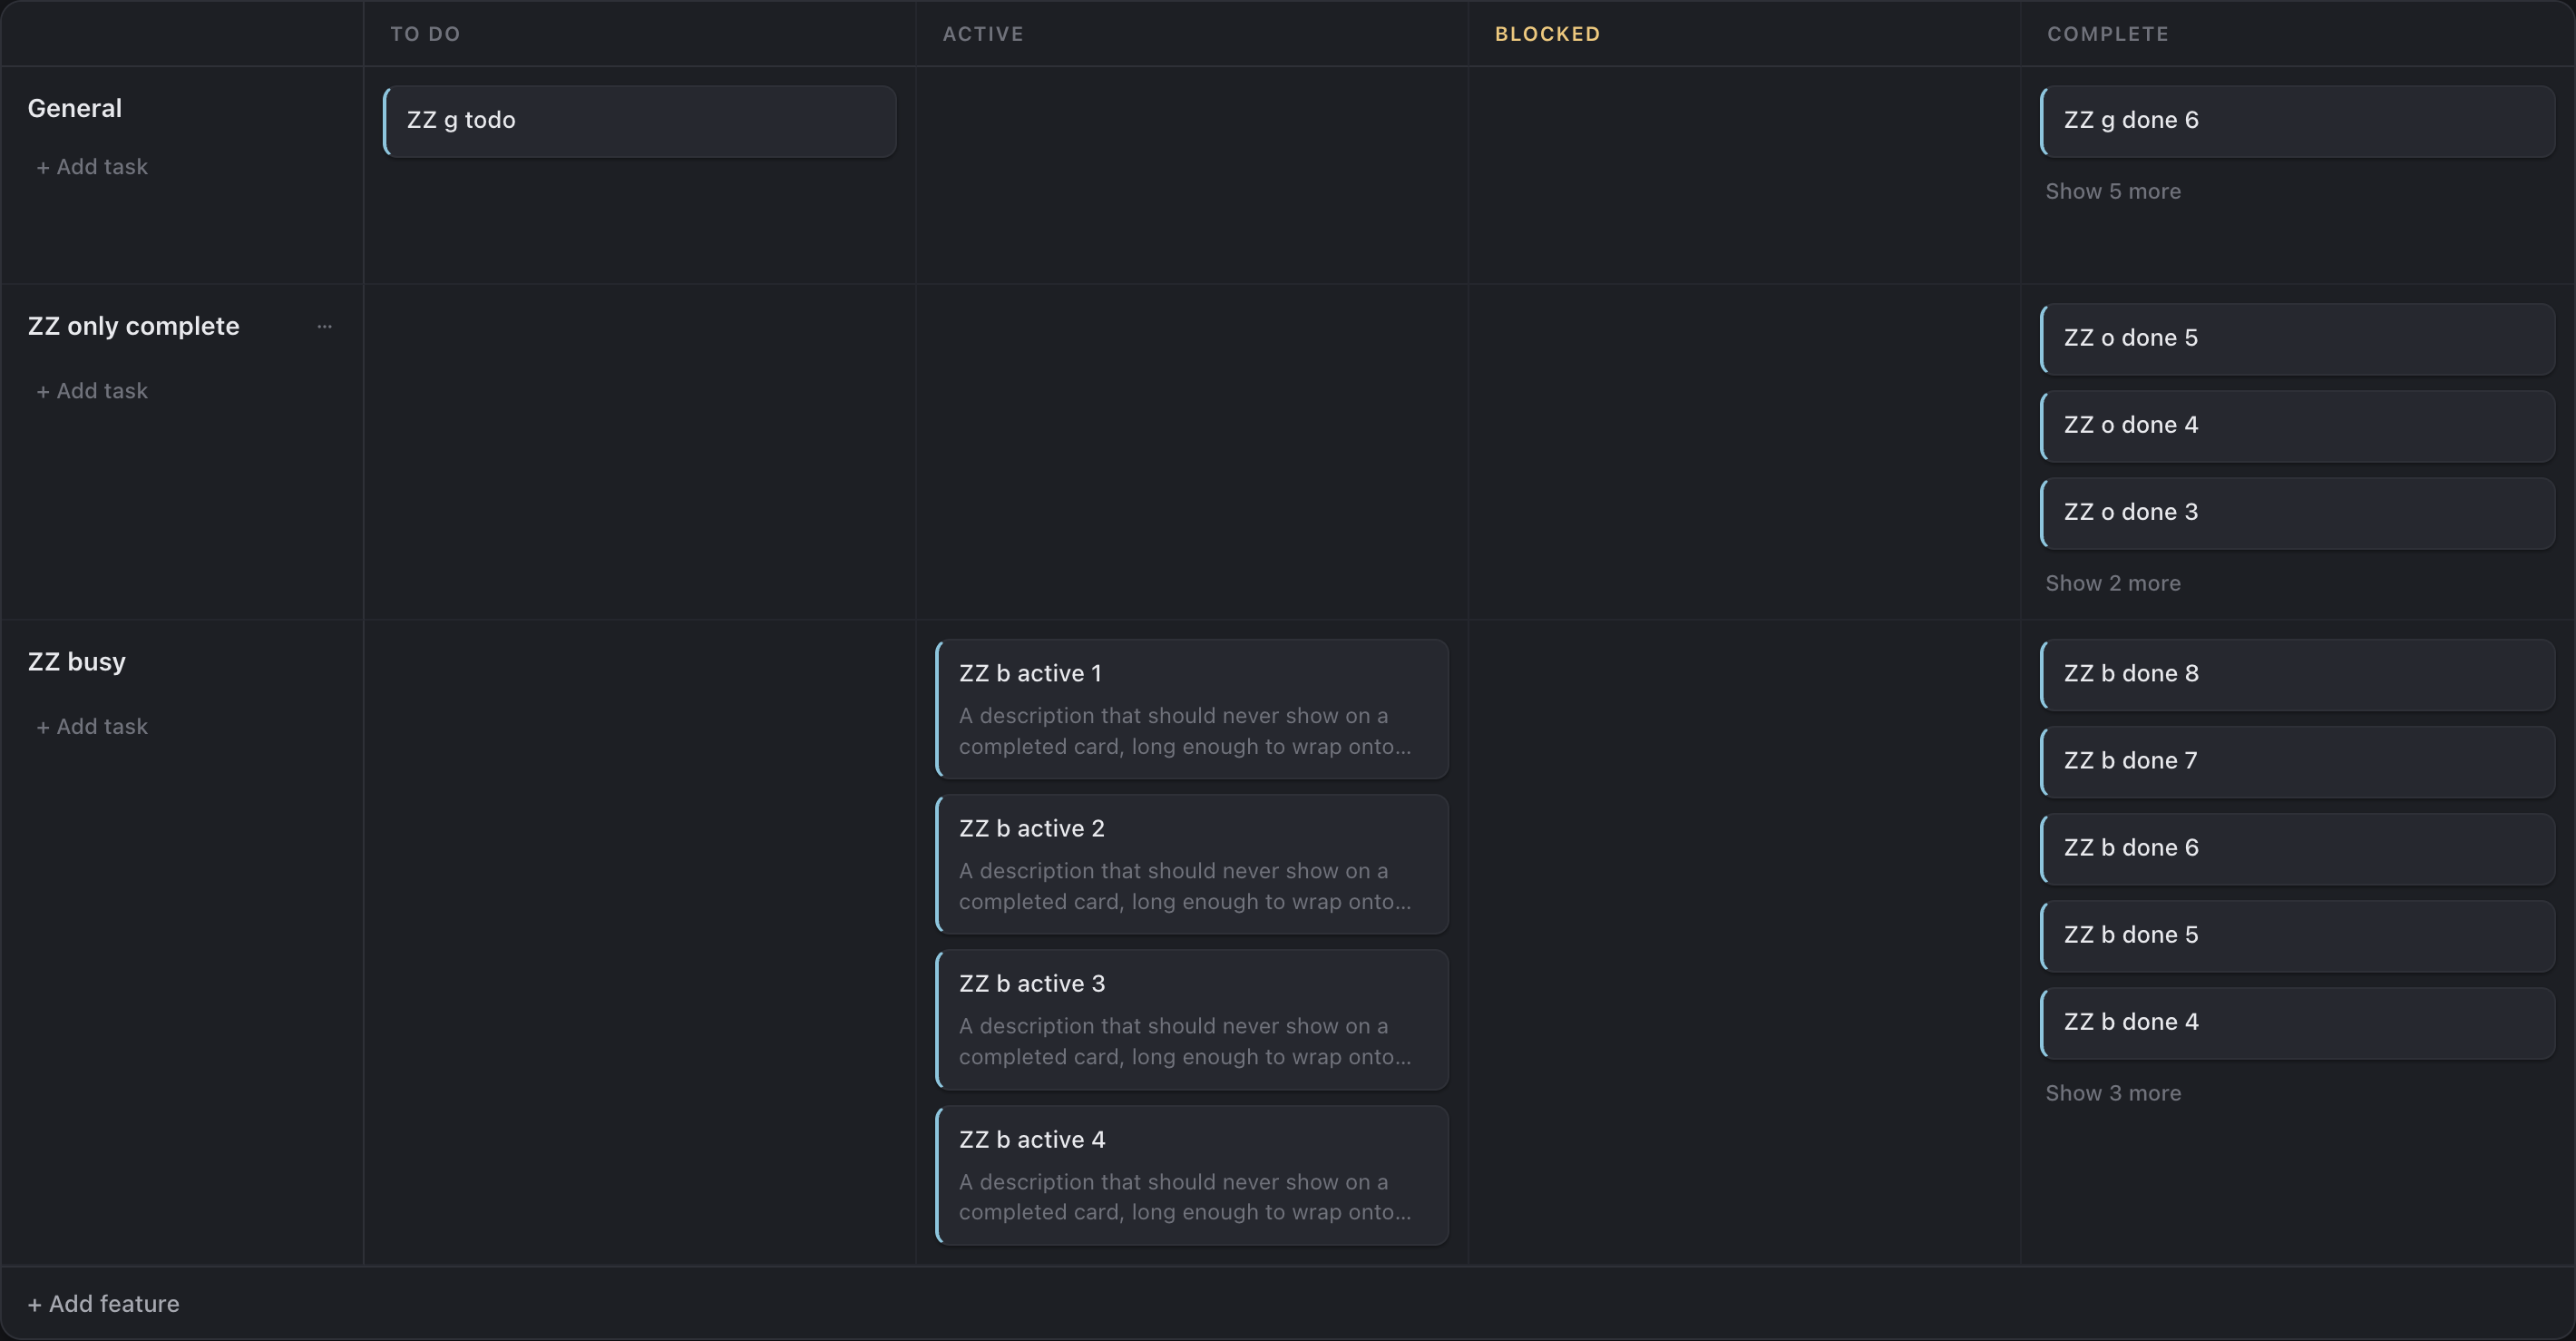 TO DO
ACTIVE
BLOCKED
COMPLETE
General
+ Add task
ZZ g todo
ZZ g done 6
Show 5 more
ZZ only complete
...
+ Add task
ZZ o done 5
ZZ o done 4
ZZ o done 3
Show 2 more
ZZ busy
+ Add task
ZZ b active 1
A description that should never show on a
completed card, long enough to wrap onto...
ZZ b active 2
A description that should never show on a
completed card, long enough to wrap onto...
ZZ b active 3
A description that should never show on a
completed card, long enough to wrap onto...
ZZ b active 4
A description that should never show on a
completed card, long enough to wrap onto...
ZZ b done 8
ZZ b done 7
ZZ b done 6
ZZ b done 5
ZZ b done 4
Show 3 more
+ Add feature